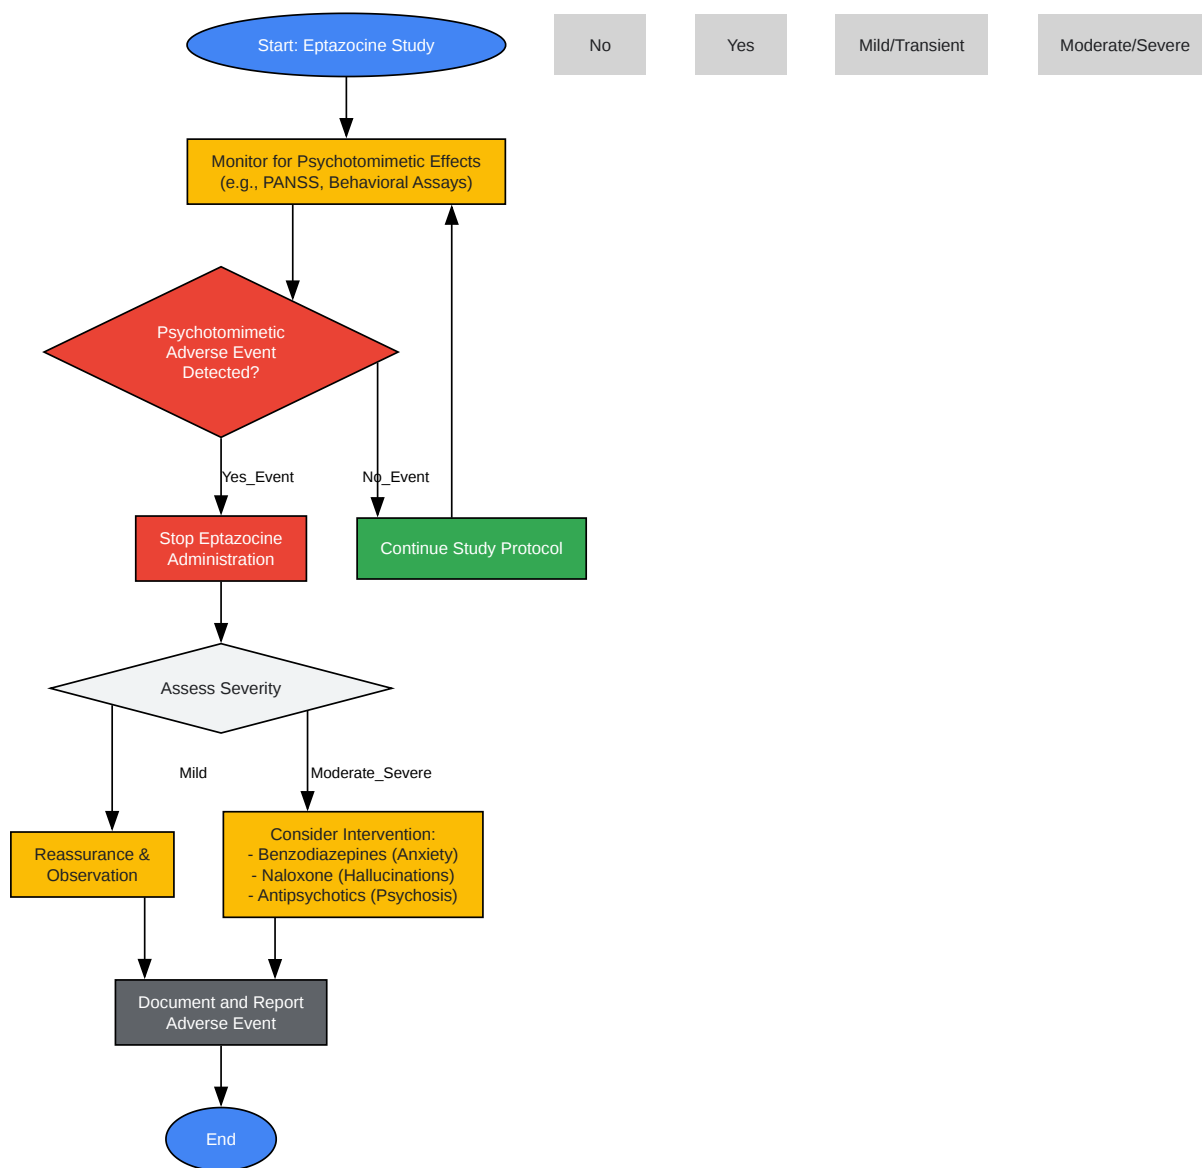 Start: Eptazocine Study
No
Yes
Mild/Transient
Moderate/Severe
Monitor for Psychotomimetic Effects
(e.g., PANSS, Behavioral Assays)
Psychotomimetic
Adverse Event
Detected?
Yes_Event
No_Event
Stop Eptazocine
Administration
Continue Study Protocol
Assess Severity
Mild
Moderate_Severe
Reassurance &
Observation
Consider Intervention:
- Benzodiazepines (Anxiety)
- Naloxone (Hallucinations)
- Antipsychotics (Psychosis)
Document and Report
Adverse Event
End